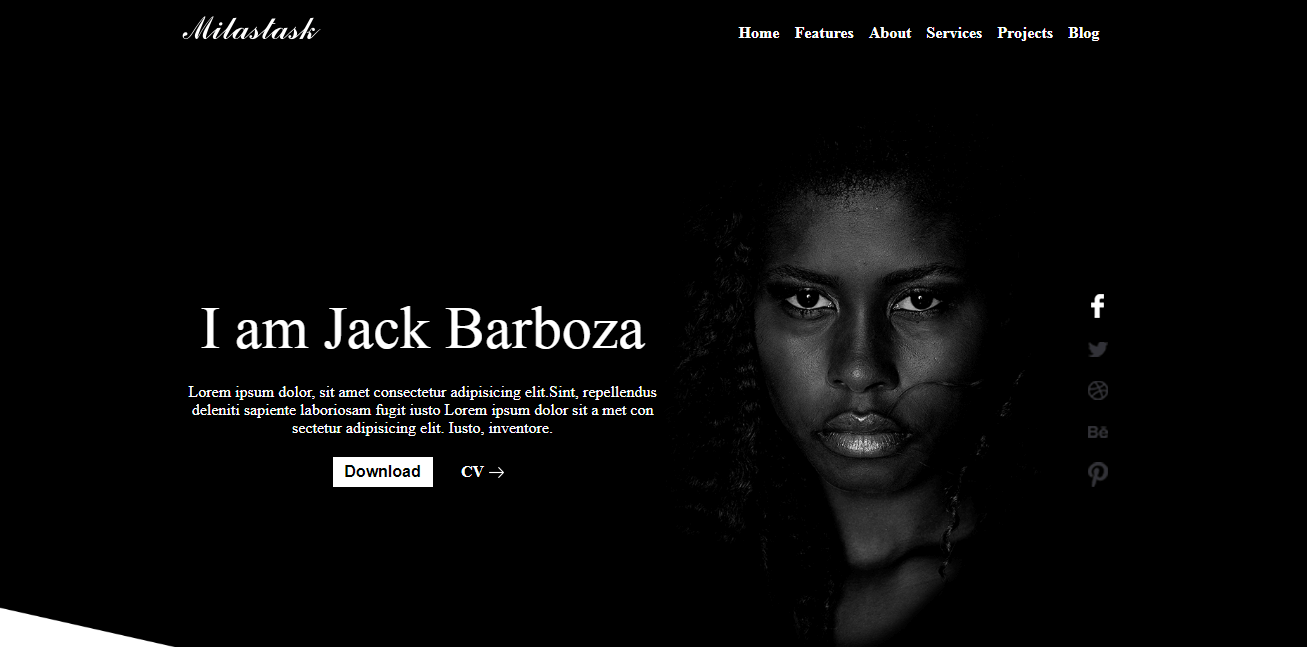 Milastask
Home Features About Services Projects Blog
I am Jack Barboza
Lorem ipsum dolor, sit amet consectetur adipisicing elit.Sint, repellendus
deleniti sapiente laboriosam fugit iusto Lorem ipsum dolor sit a met con
sectetur adipisicing elit. Iusto, inventore.
Download CV →
Bē